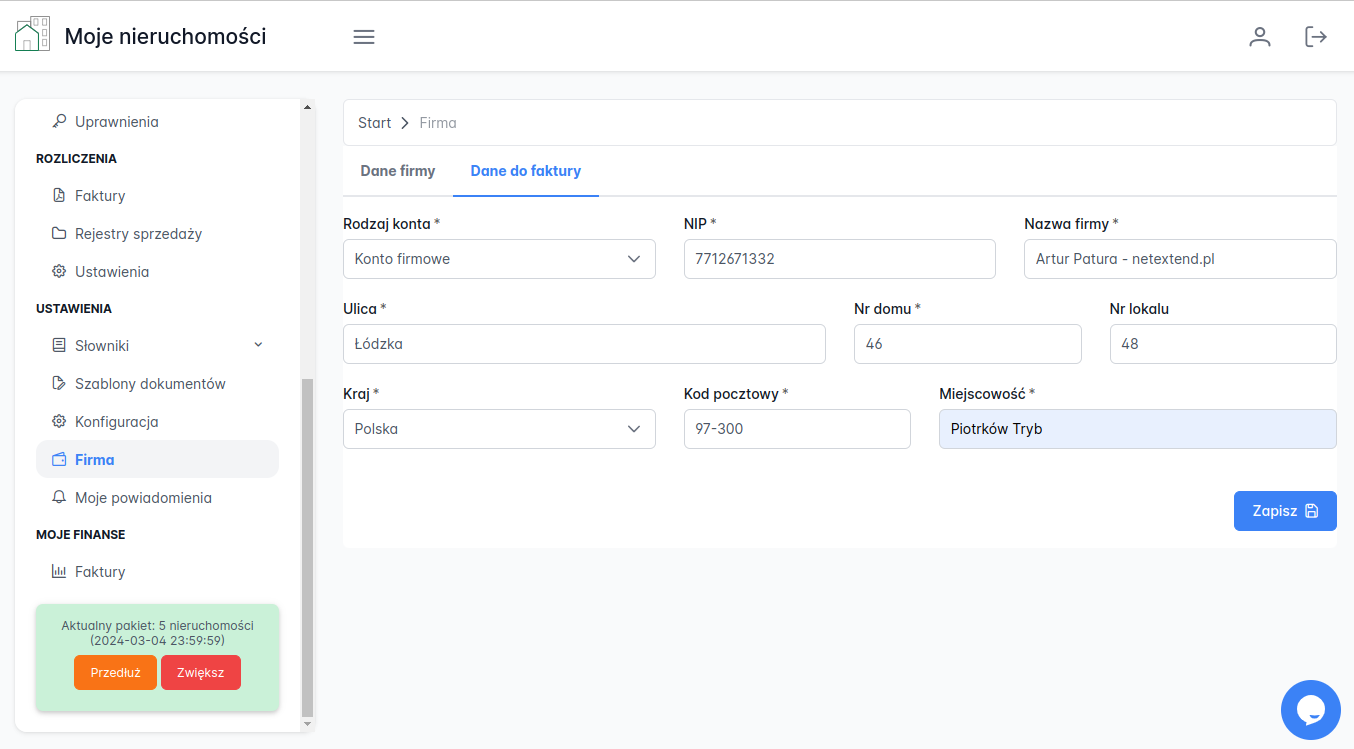 Moje nieruchomości
Uprawnienia
ROZLICZENIA
Faktury
Rejestry sprzedaży
Ustawienia
USTAWIENIA
Słowniki
Szablony dokumentów
Konfiguracja
Firma
Moje powiadomienia
MOJE FINANSE
Faktury
Aktualny pakiet: 5 nieruchomości
(2024-03-04 23:59:59)
Przedłuż Zwiększ
Start > Firma
Dane firmy Dane do faktury
Rodzaj konta * NIP * Nazwa firmy *
Konto firmowe 7712671332 Artur Patura - netextend.pl
Ulica * Nr domu * Nr lokalu
Łódzka 46 48
Kraj * Kod pocztowy * Miejscowość *
Polska 97-300 Piotrków Tryb
Zapisz